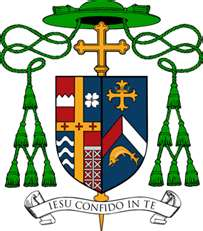 IESU CONFIDO IN TE